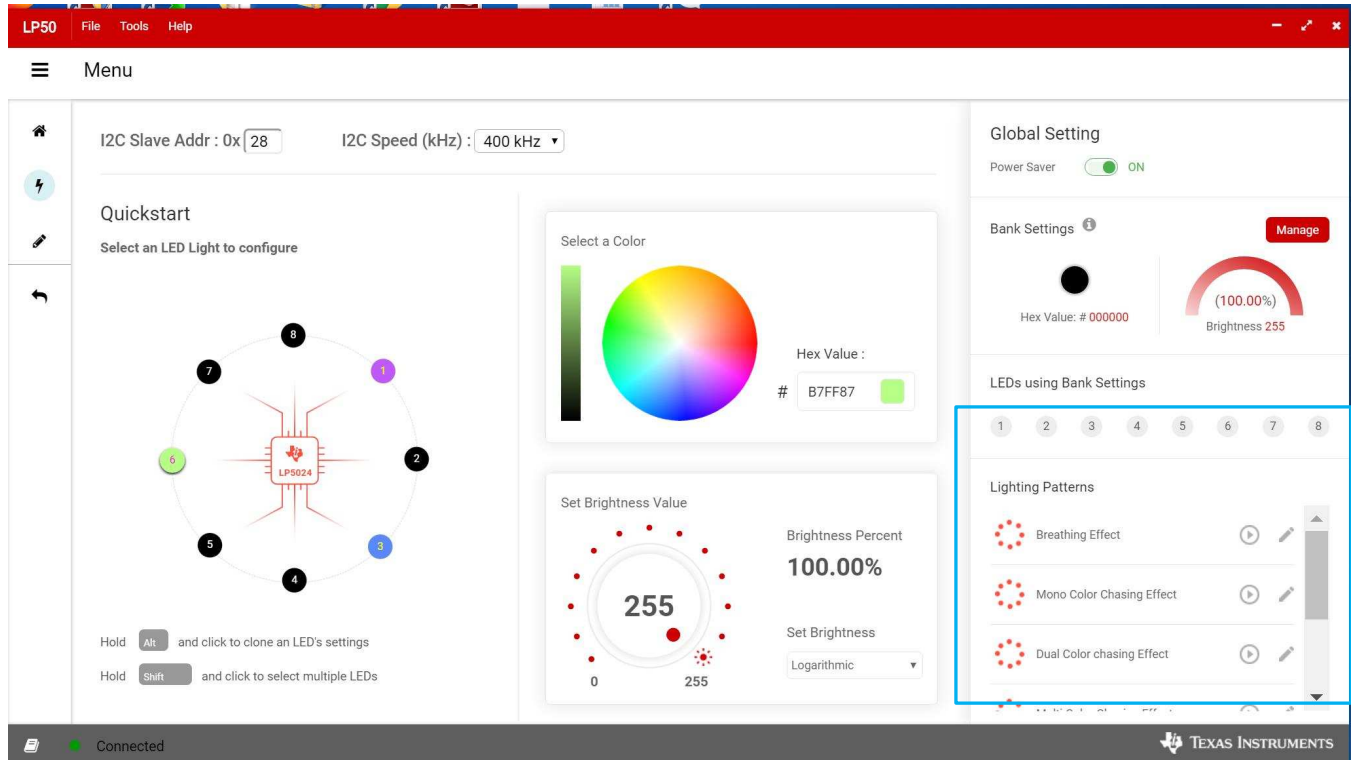 LP50 File Tools Help
Menu
I2C Slave Addr : 0x 28 I2C Speed (kHz) : 400 kHz
Quickstart
Select an LED Light to configure
8
7
1
6
LP5024
2
5
3
4
Hold Alt and click to clone an LED's settings
Hold Shift and click to select multiple LEDs
Select a Color
Hex Value :
# B7FF87
Set Brightness Value
255
0 255
Brightness Percent
100.00%
Set Brightness
Logarithmic
Global Setting
Power Saver ON
Bank Settings Manage
Hex Value: # 000000
(100.00%)
Brightness 255
LEDs using Bank Settings
1 2 3 4 5 6 7 8
Lighting Patterns
Breathing Effect
Mono Color Chasing Effect
Dual Color chasing Effect
Connected
TEXAS INSTRUMENTS